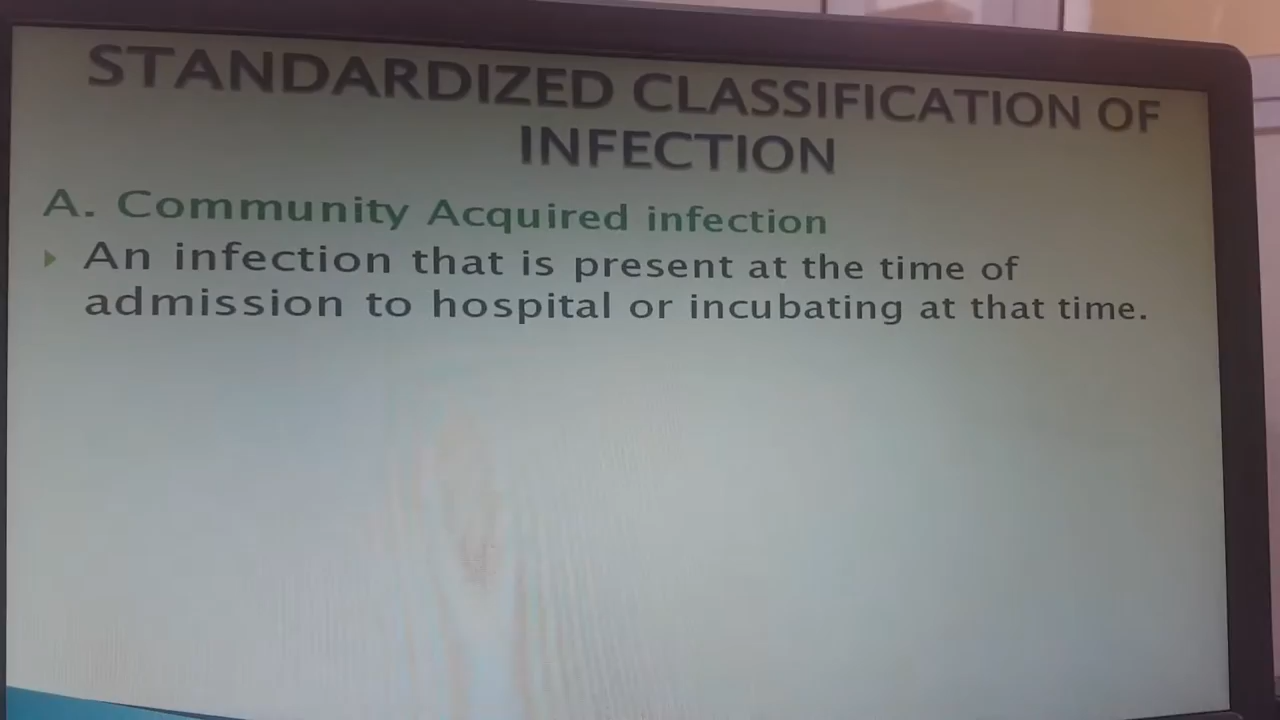 STANDARDIZED CLASSIFICATION OF
INFECTION
A. Community Acquired infection
An infection that is present at the time of
admission to hospital or incubating at that time.